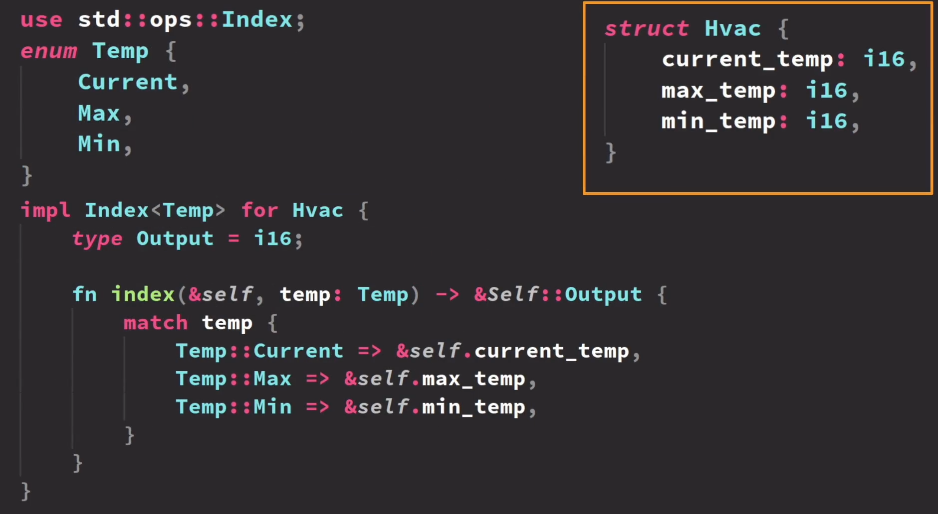 use std::ops::Index;
enum Temp {
    Current,
    Max,
    Min,
}
impl Index<Temp> for Hvac {
    type Output = i16;

    fn index(&self, temp: Temp) -> &Self::Output {
        match temp {
            Temp::Current => &self.current_temp,
            Temp::Max => &self.max_temp,
            Temp::Min => &self.min_temp,
        }
    }
}
struct Hvac {
    current_temp: i16,
    max_temp: i16,
    min_temp: i16,
}